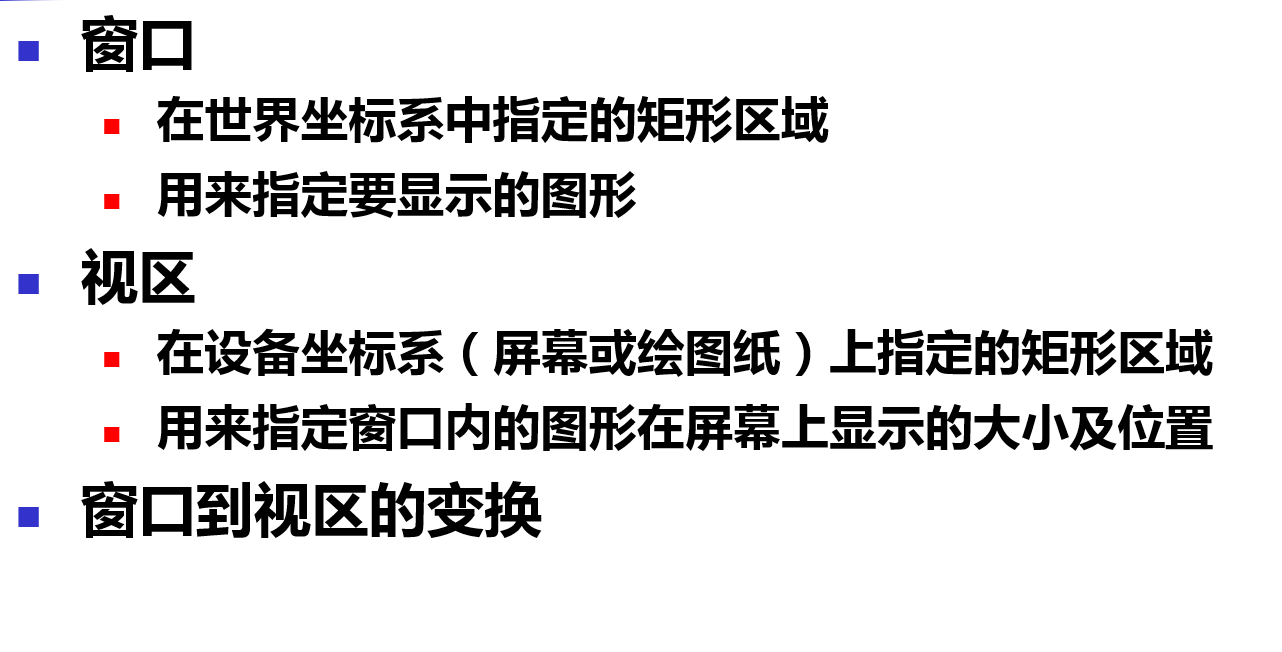 窗口
在世界坐标系中指定的矩形区域
用来指定要显示的图形
视区
在设备坐标系（屏幕或绘图纸）上指定的矩形区域
用来指定窗口内的图形在屏幕上显示的大小及位置
窗口到视区的变换